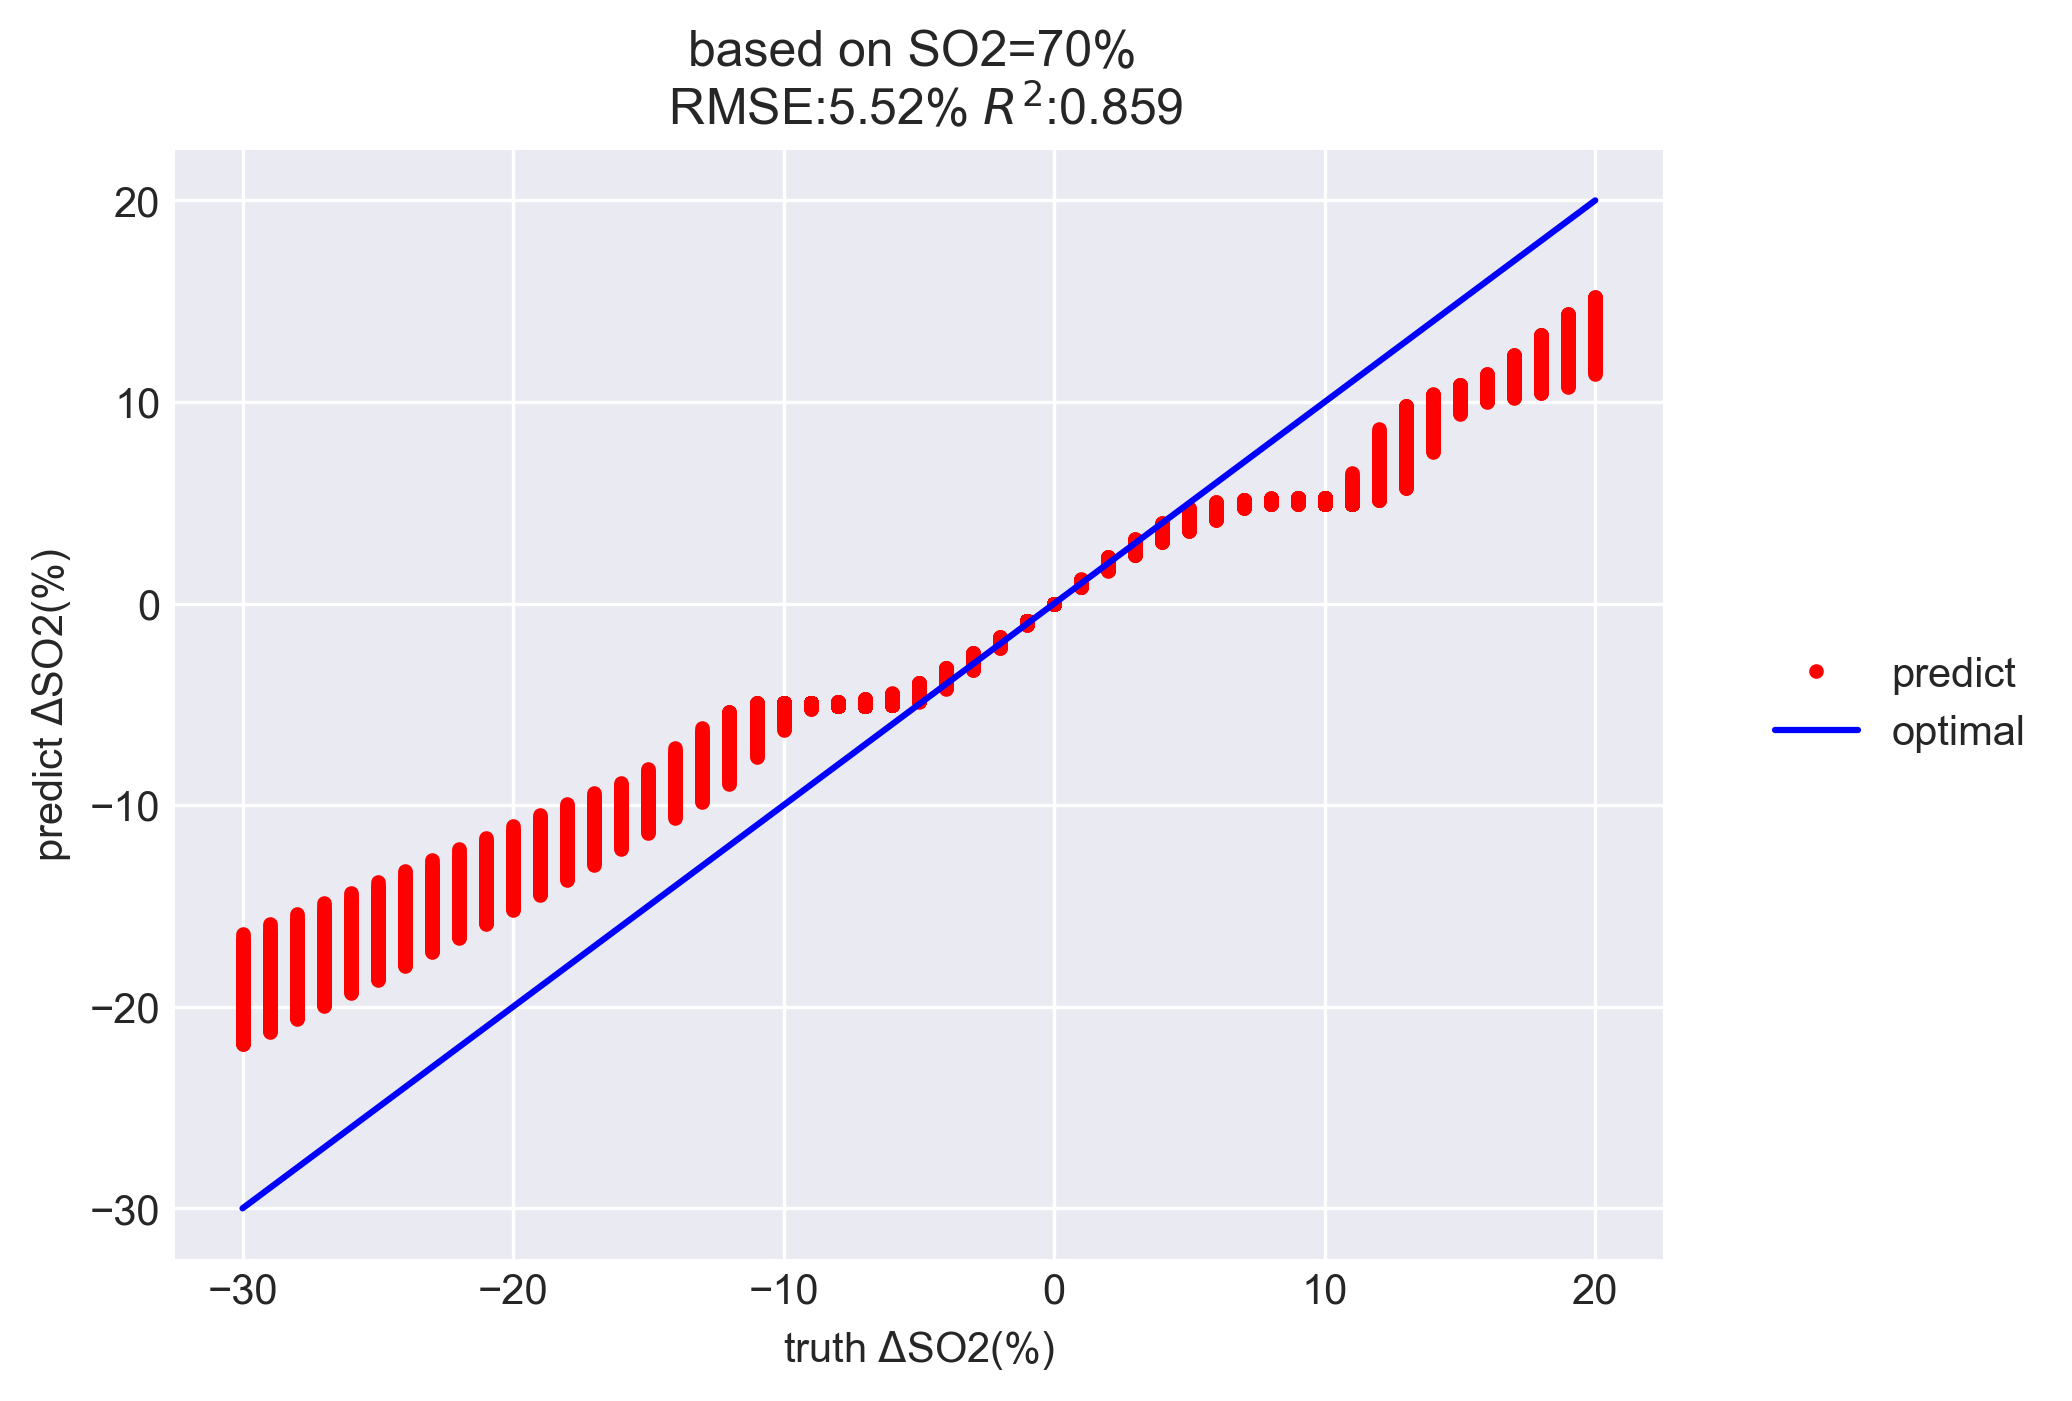 based on SO2=70%
RMSE:5.52% R²:0.859
20
10
0
−10
−20
−30
predict ΔSO2(%)
−30 −20 −10 0 10 20
truth ΔSO2(%)
predict
optimal